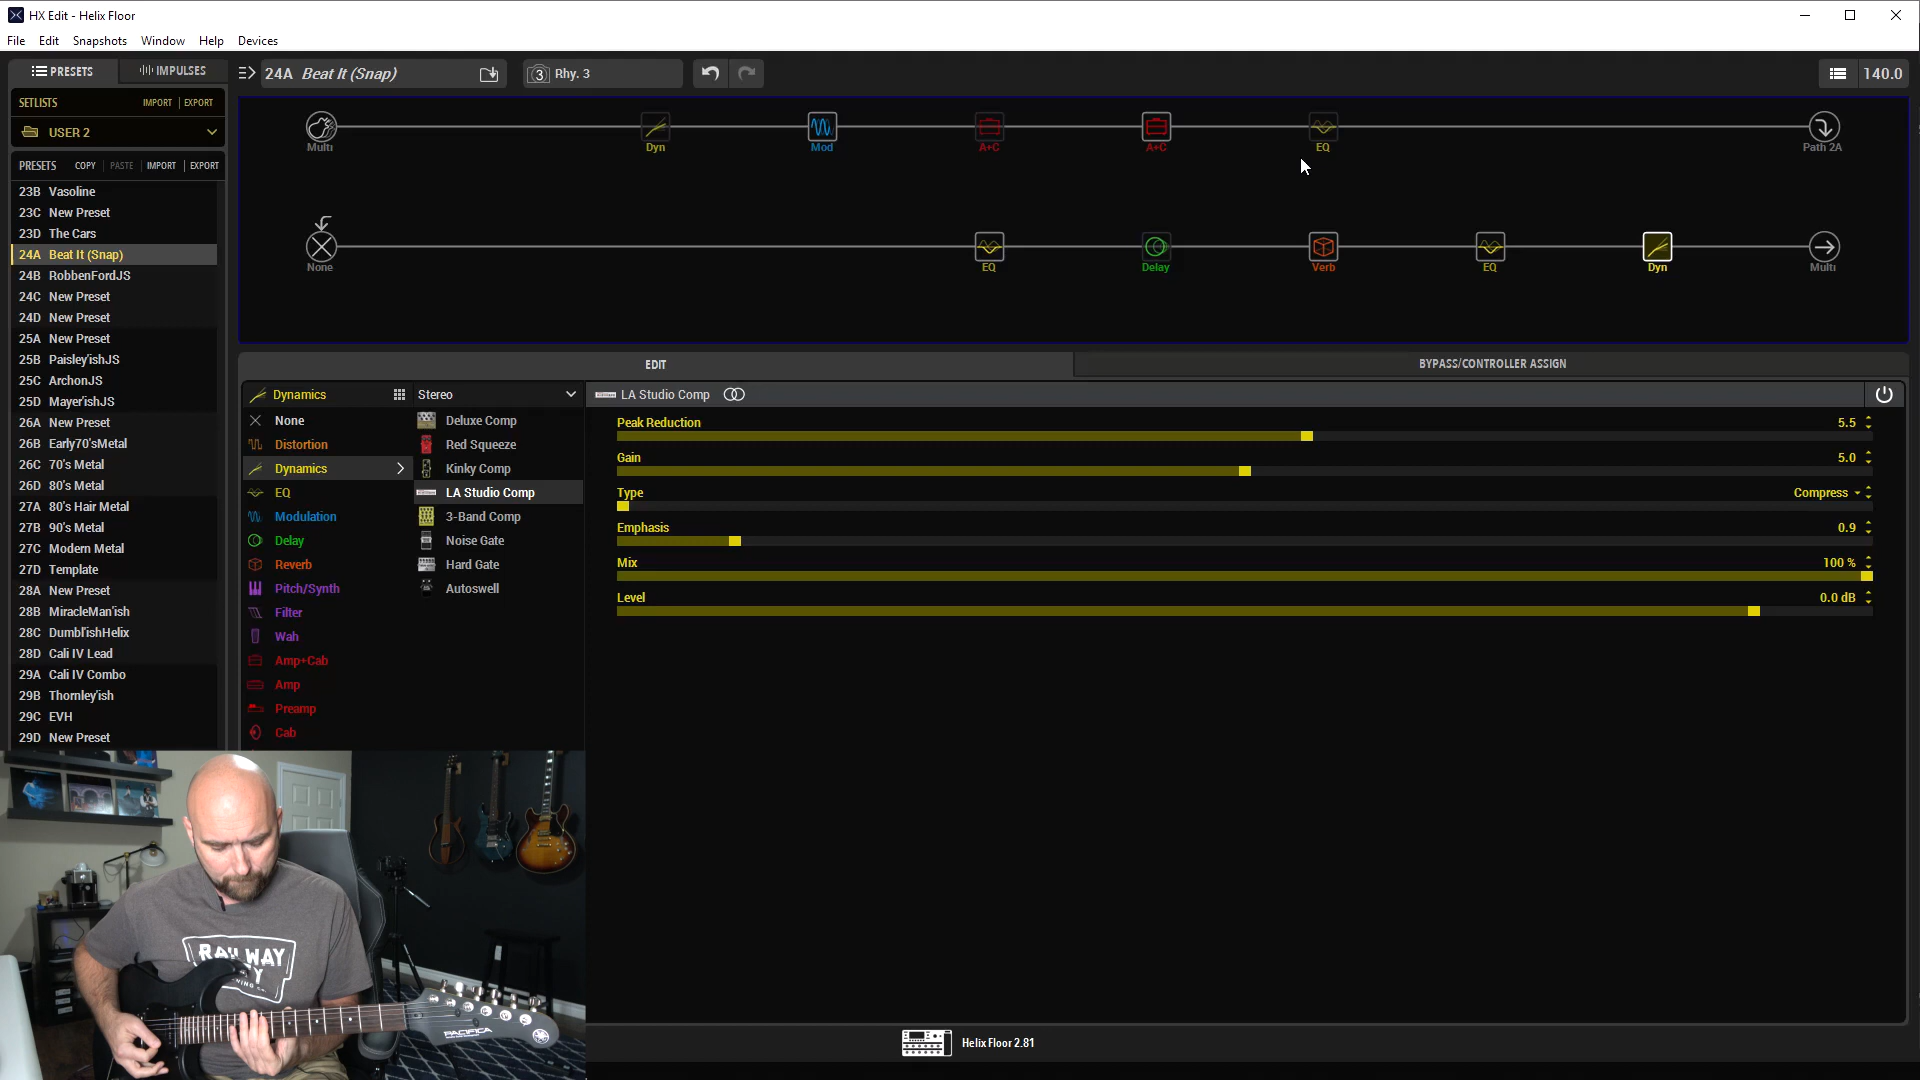 HX Edit - Helix Floor
File Edit Snapshots Window Help Devices
PRESETS IMPULSES
24A Beat It (Snap)
3 Rhy. 3
140.0
SETLISTS IMPORT | EXPORT
USER 2
PRESETS COPY PASTE IMPORT EXPORT
23B Vasoline
23C New Preset
23D The Cars
24A Beat It (Snap)
24B RobbenFordJS
24C New Preset
24D New Preset
25A New Preset
25B Paisley'ishJS
25C ArchonJS
25D Mayer'ishJS
26A New Preset
26B Early70'sMetal
26C 70's Metal
26D 80's Metal
27A 80's Hair Metal
27B 90's Metal
27C Modern Metal
27D Template
28A New Preset
28B MiracleMan'ish
28C Dumbl'ishHelix
28D Cali IV Lead
29A Cali IV Combo
29B Thornley'ish
29C EVH
29D New Preset
Multi Dyn Mod A+C A+C EQ Path 2A
None EQ Delay Verb EQ Dyn Multi
EDIT BYPASS/CONTROLLER ASSIGN
Dynamics
None
Distortion
Dynamics
EQ
Modulation
Delay
Reverb
Pitch/Synth
Filter
Wah
Amp+Cab
Amp
Preamp
Cab
Stereo
Deluxe Comp
Red Squeeze
Kinky Comp
LA Studio Comp
3-Band Comp
Noise Gate
Hard Gate
Autoswell
LA Studio Comp
Peak Reduction 5.5
Gain 5.0
Type Compress
Emphasis 0.9
Mix 100 %
Level 0.0 dB
RAILWAY
PACIFICA
Helix Floor 2.81